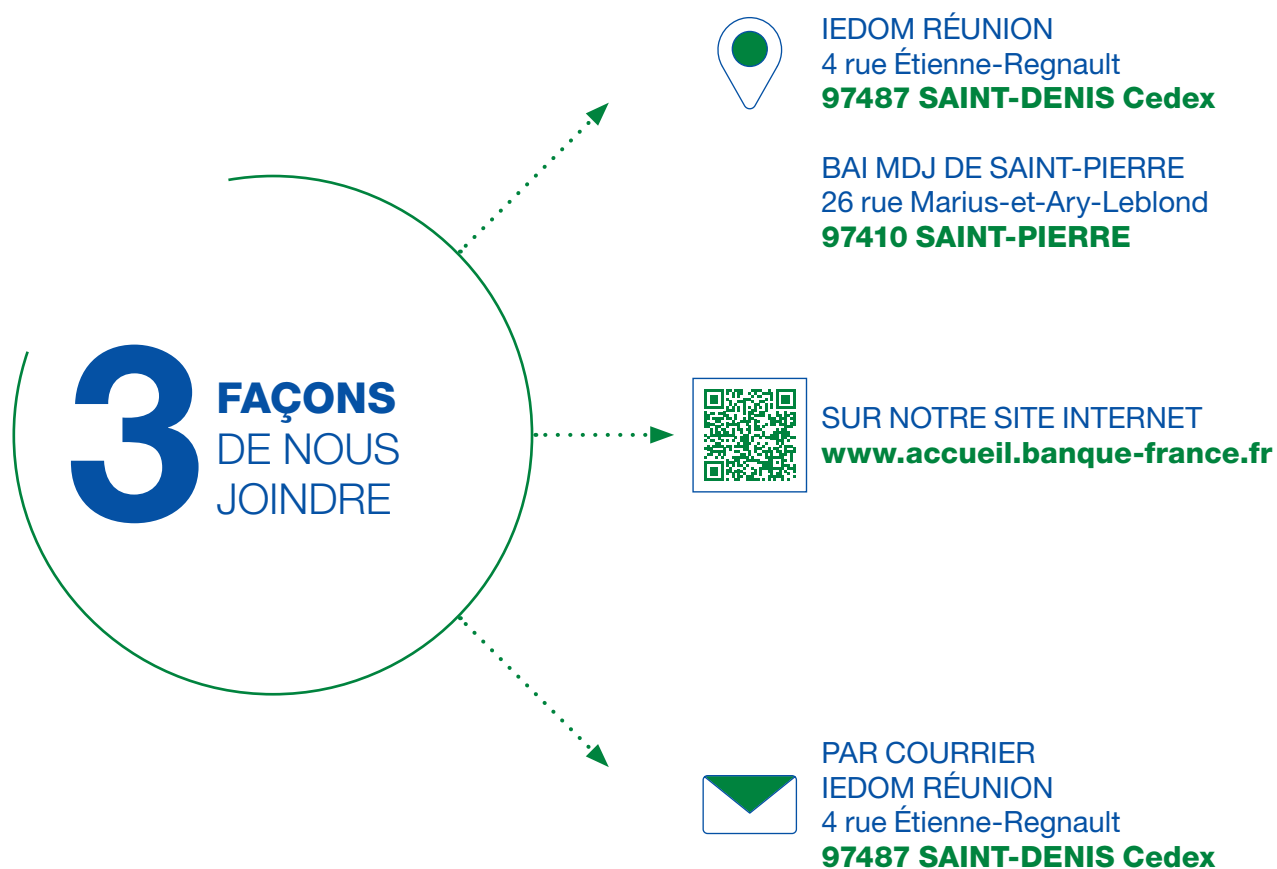 3 FAÇONS
DE NOUS
JOINDRE
IEDOM RÉUNION
4 rue Étienne-Regnault
97487 SAINT-DENIS Cedex
BAI MDJ DE SAINT-PIERRE
26 rue Marius-et-Ary-Leblond
97410 SAINT-PIERRE
SUR NOTRE SITE INTERNET
www.accueil.banque-france.fr
PAR COURRIER
IEDOM RÉUNION
4 rue Étienne-Regnault
97487 SAINT-DENIS Cedex